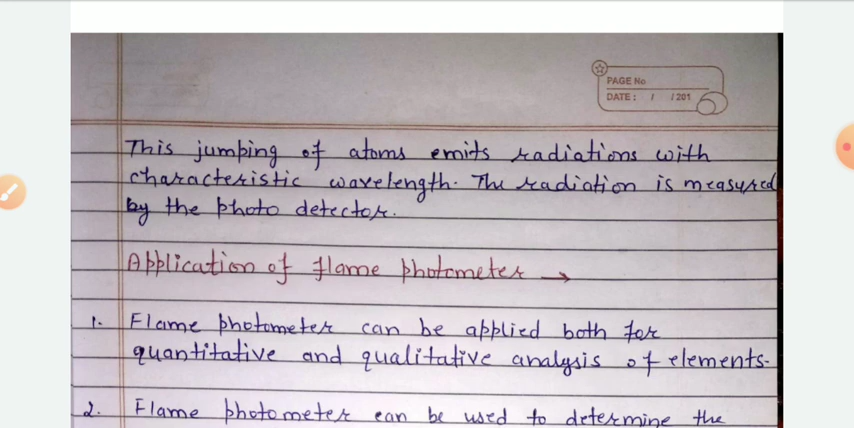 PAGE No
DATE : / / 201
This jumping of atoms emits radiations with
characteristic wavelength. The radiation is measured
by the photo detector.
Application of flame photometer →
1. Flame photometer can be applied both for
quantitative and qualitative analysis of elements.
2. Flame photometer can be used to determine the